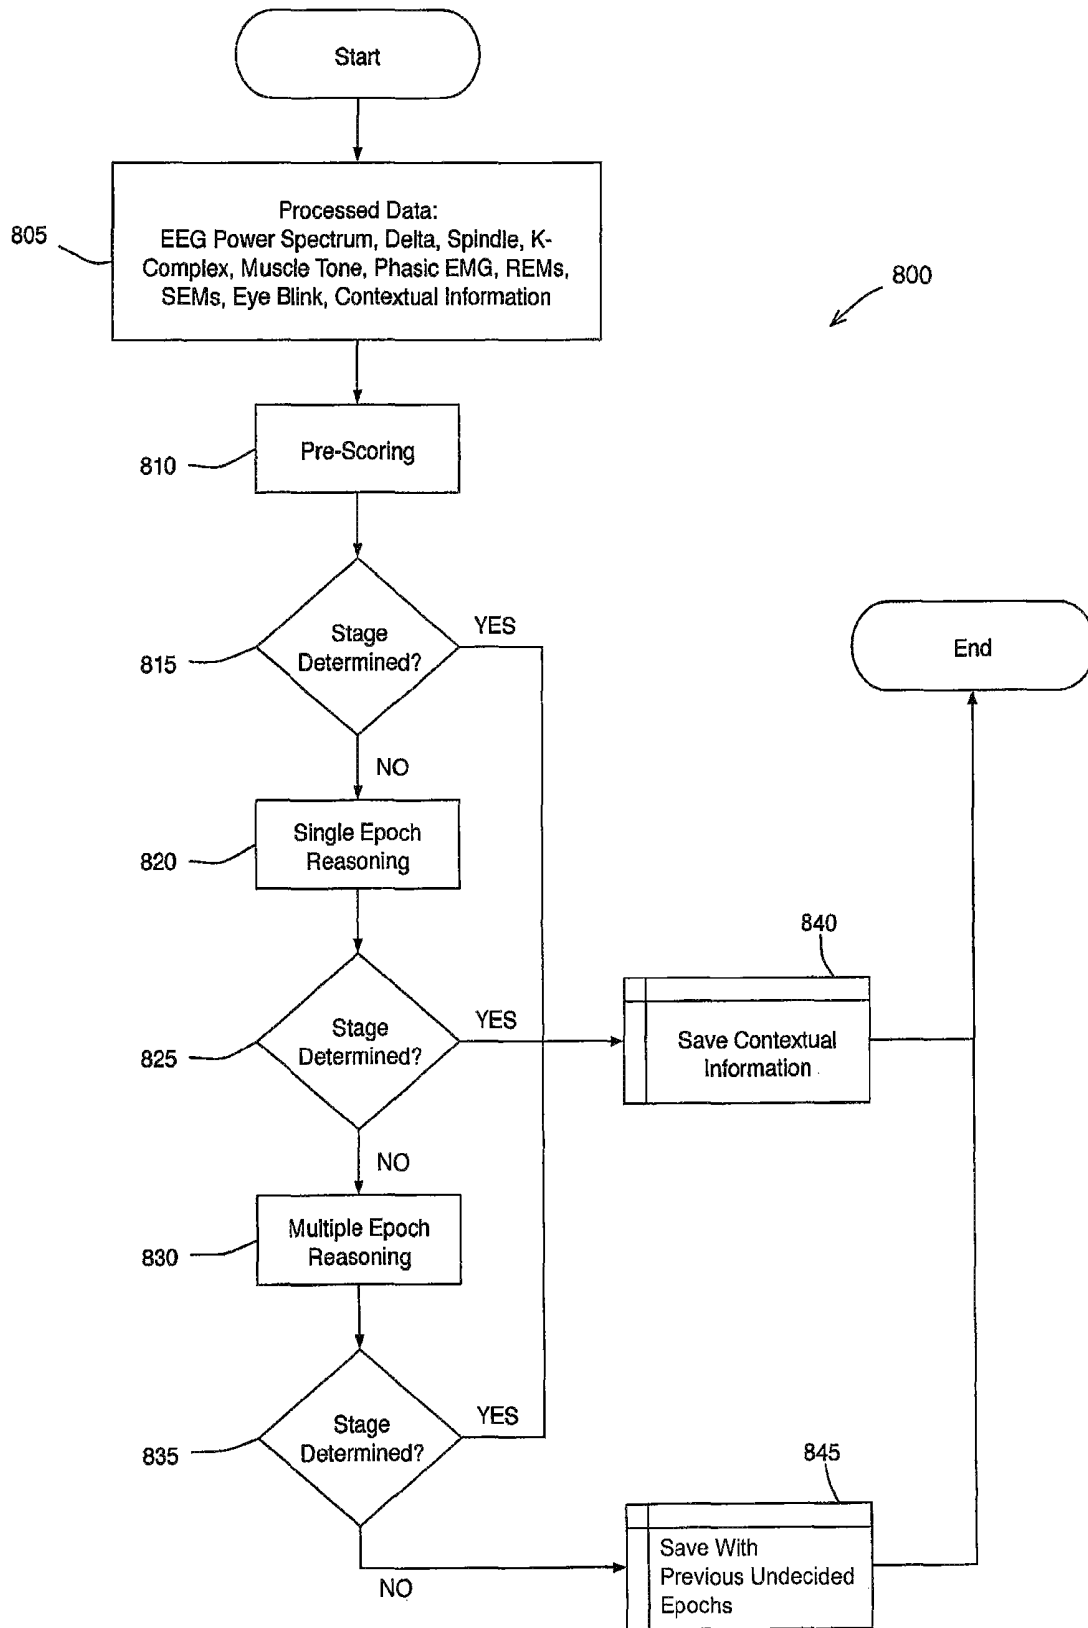 Start
805
Processed Data:
EEG Power Spectrum, Delta, Spindle, K-
Complex, Muscle Tone, Phasic EMG, REMs,
SEMs, Eye Blink, Contextual Information
800
810
Pre-Scoring
815
Stage
Determined?
YES
NO
End
820
Single Epoch
Reasoning
825
Stage
Determined?
YES
NO
840
Save Contextual
Information
830
Multiple Epoch
Reasoning
835
Stage
Determined?
YES
NO
845
Save With
Previous Undecided
Epochs